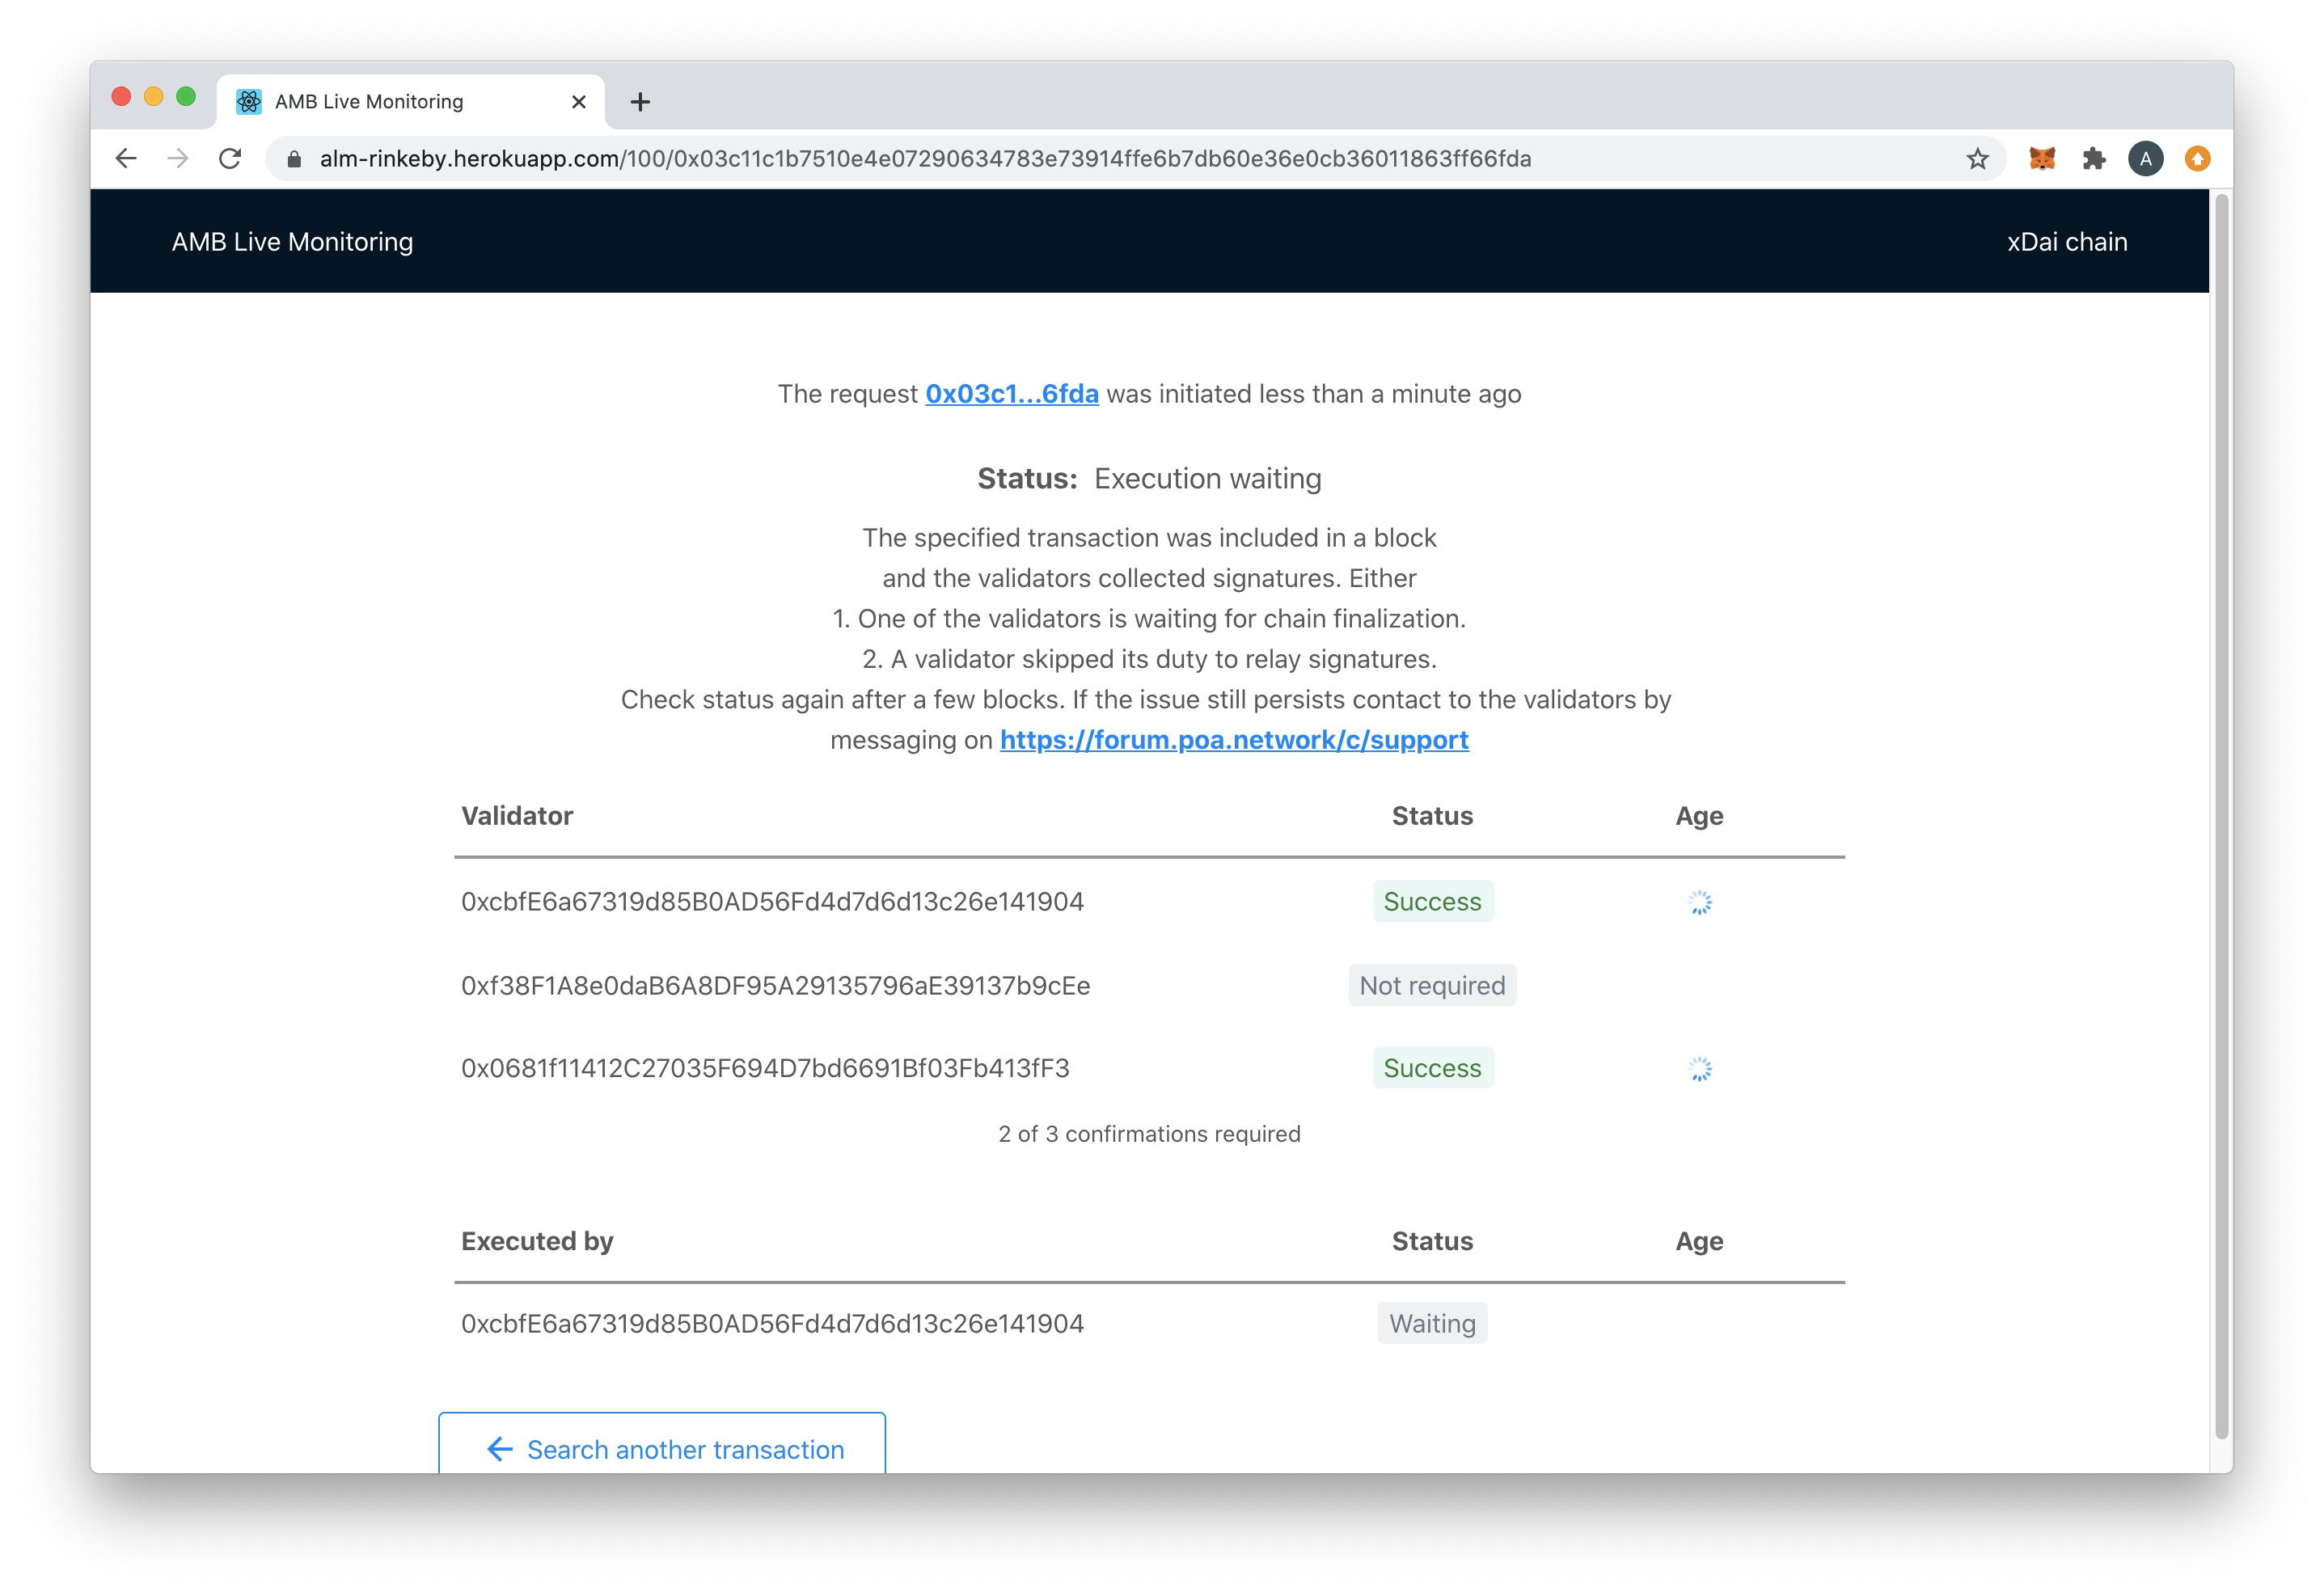 AMB Live Monitoring
alm-rinkeby.herokuapp.com/100/0x03c11c1b7510e4e07290634783e73914ffe6b7db60e36e0cb36011863ff66fda
A
AMB Live Monitoring
xDai chain
The request 0x03c1...6fda was initiated less than a minute ago
Status: Execution waiting
The specified transaction was included in a block
and the validators collected signatures. Either
1. One of the validators is waiting for chain finalization.
2. A validator skipped its duty to relay signatures.
Check status again after a few blocks. If the issue still persists contact to the validators by
messaging on https://forum.poa.network/c/support
Validator Status Age
0xcbfE6a67319d85B0AD56Fd4d7d6d13c26e141904 Success
0xf38F1A8e0daB6A8DF95A29135796aE39137b9cEe Not required
0x0681f11412C27035F694D7bd6691Bf03Fb413fF3 Success
2 of 3 confirmations required
Executed by Status Age
0xcbfE6a67319d85B0AD56Fd4d7d6d13c26e141904 Waiting
Search another transaction